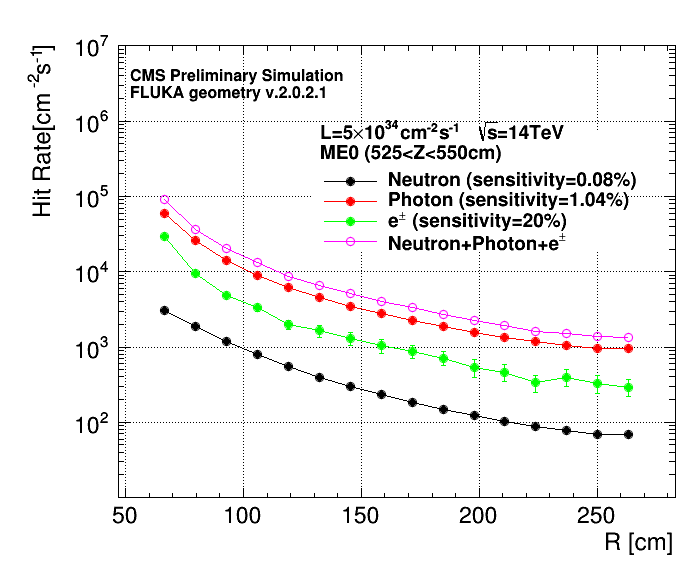 Hit Rate[cm⁻²s⁻¹]
10⁷
10⁶
10⁵
10⁴
10³
10²
CMS Preliminary Simulation
FLUKA geometry v.2.0.2.1
L=5×10³⁴ cm⁻²s⁻¹ √s=14TeV
ME0 (525<Z<550cm)
Neutron (sensitivity=0.08%)
Photon (sensitivity=1.04%)
e± (sensitivity=20%)
Neutron+Photon+e±
50 100 150 200 250
R [cm]